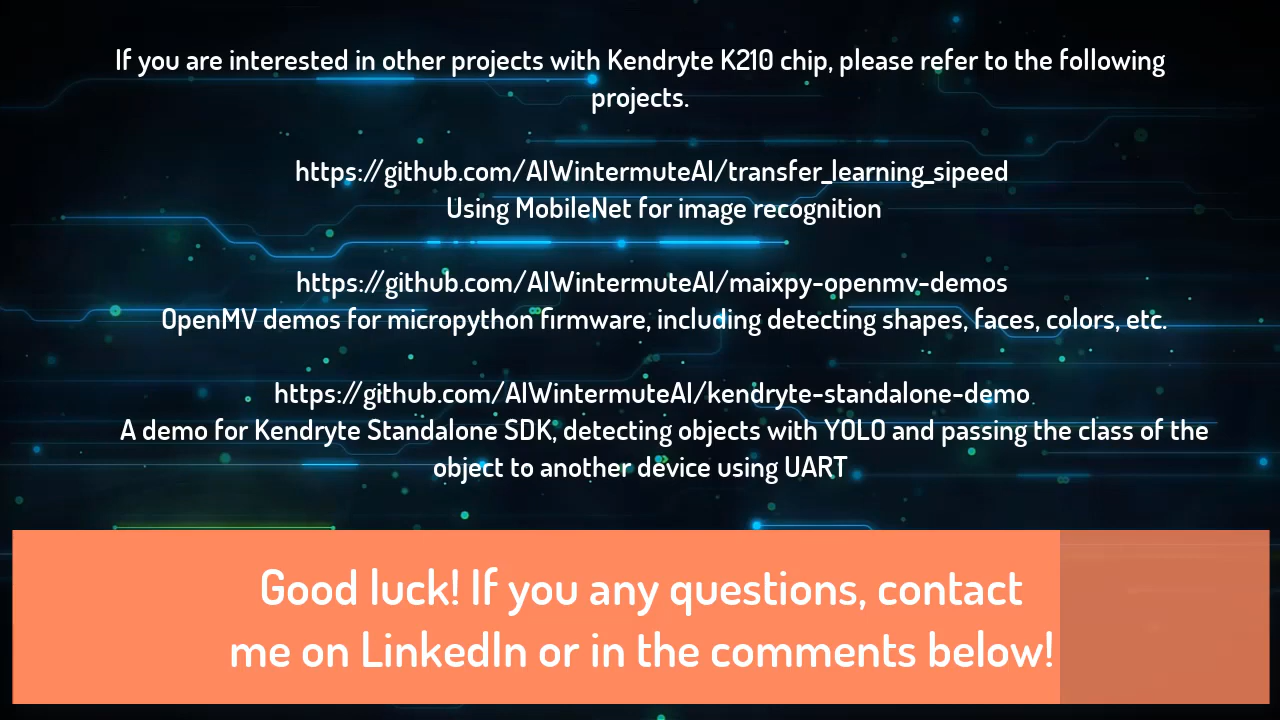 If you are interested in other projects with Kendryte K210 chip, please refer to the following
projects.
https://github.com/AIWintermuteAI/transfer_learning_sipeed
Using MobileNet for image recognition
https://github.com/AIWintermuteAI/maixpy-openmv-demos
OpenMV demos for micropython firmware, including detecting shapes, faces, colors, etc.
https://github.com/AIWintermuteAI/kendryte-standalone-demo
A demo for Kendryte Standalone SDK, detecting objects with YOLO and passing the class of the
object to another device using UART
Good luck! If you any questions, contact
me on LinkedIn or in the comments below!